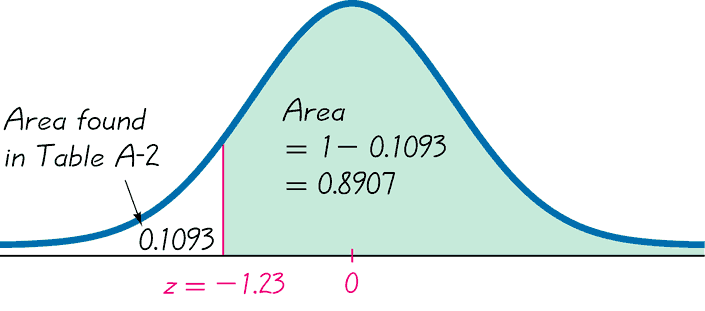 Area found
in Table A-2
0.1093
Area
= 1 − 0.1093
= 0.8907
z = −1.23
0